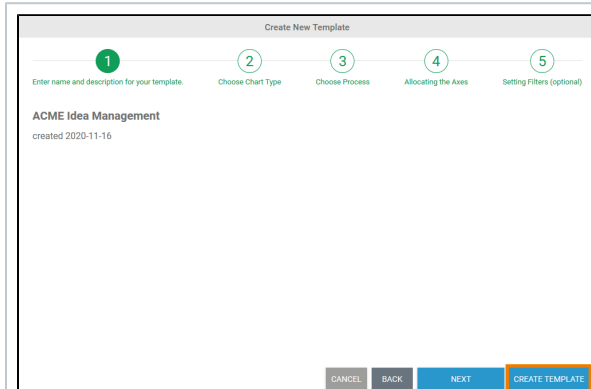 Create New Template
1 2 3 4 5
Enter name and description for your template. Choose Chart Type Choose Process Allocating the Axes Setting Filters (optional)
ACME Idea Management
created 2020-11-16
CANCEL BACK NEXT CREATE TEMPLATE